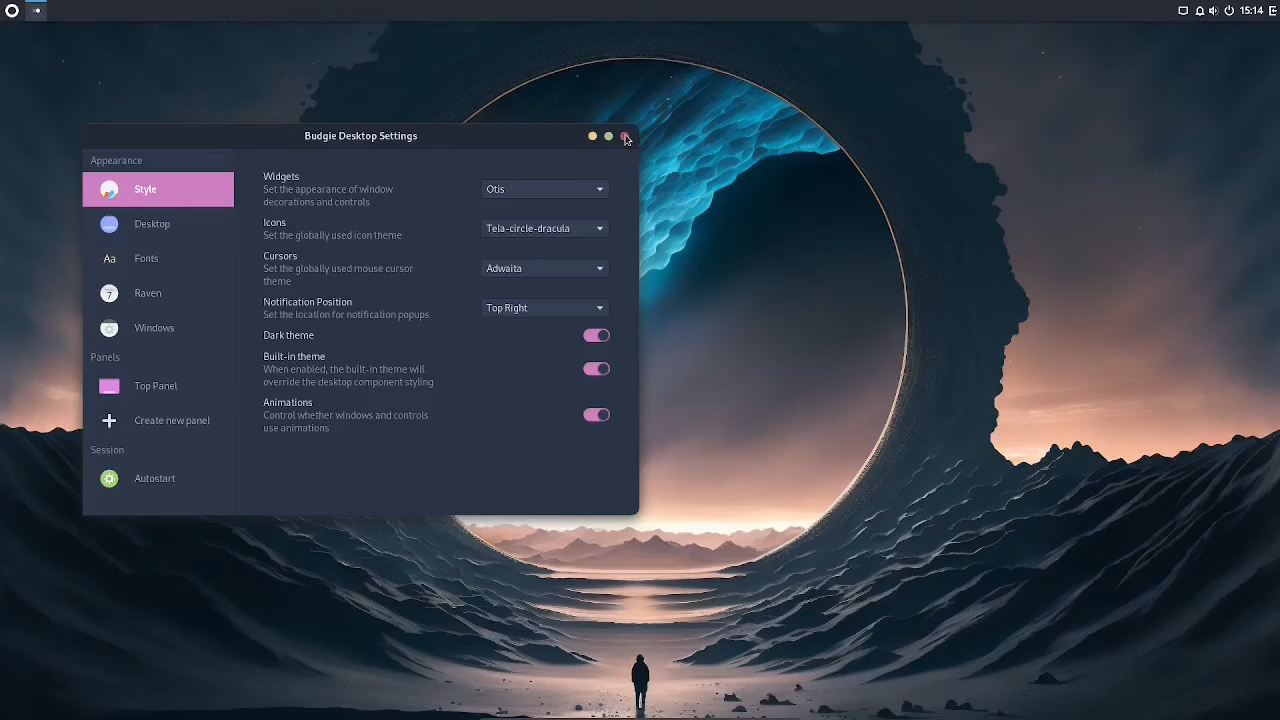 15:14
Budgie Desktop Settings
Appearance
Style
Desktop
Aa
Fonts
7
Raven
Windows
Panels
Top Panel
Create new panel
Session
Autostart
Widgets
Set the appearance of window
decorations and controls
Otis
Icons
Set the globally used icon theme
Tela-circle-dracula
Cursors
Set the globally used mouse cursor
theme
Adwaita
Notification Position
Set the location for notification popups
Top Right
Dark theme
Built-in theme
When enabled, the built-in theme will
override the desktop component styling
Animations
Control whether windows and controls
use animations